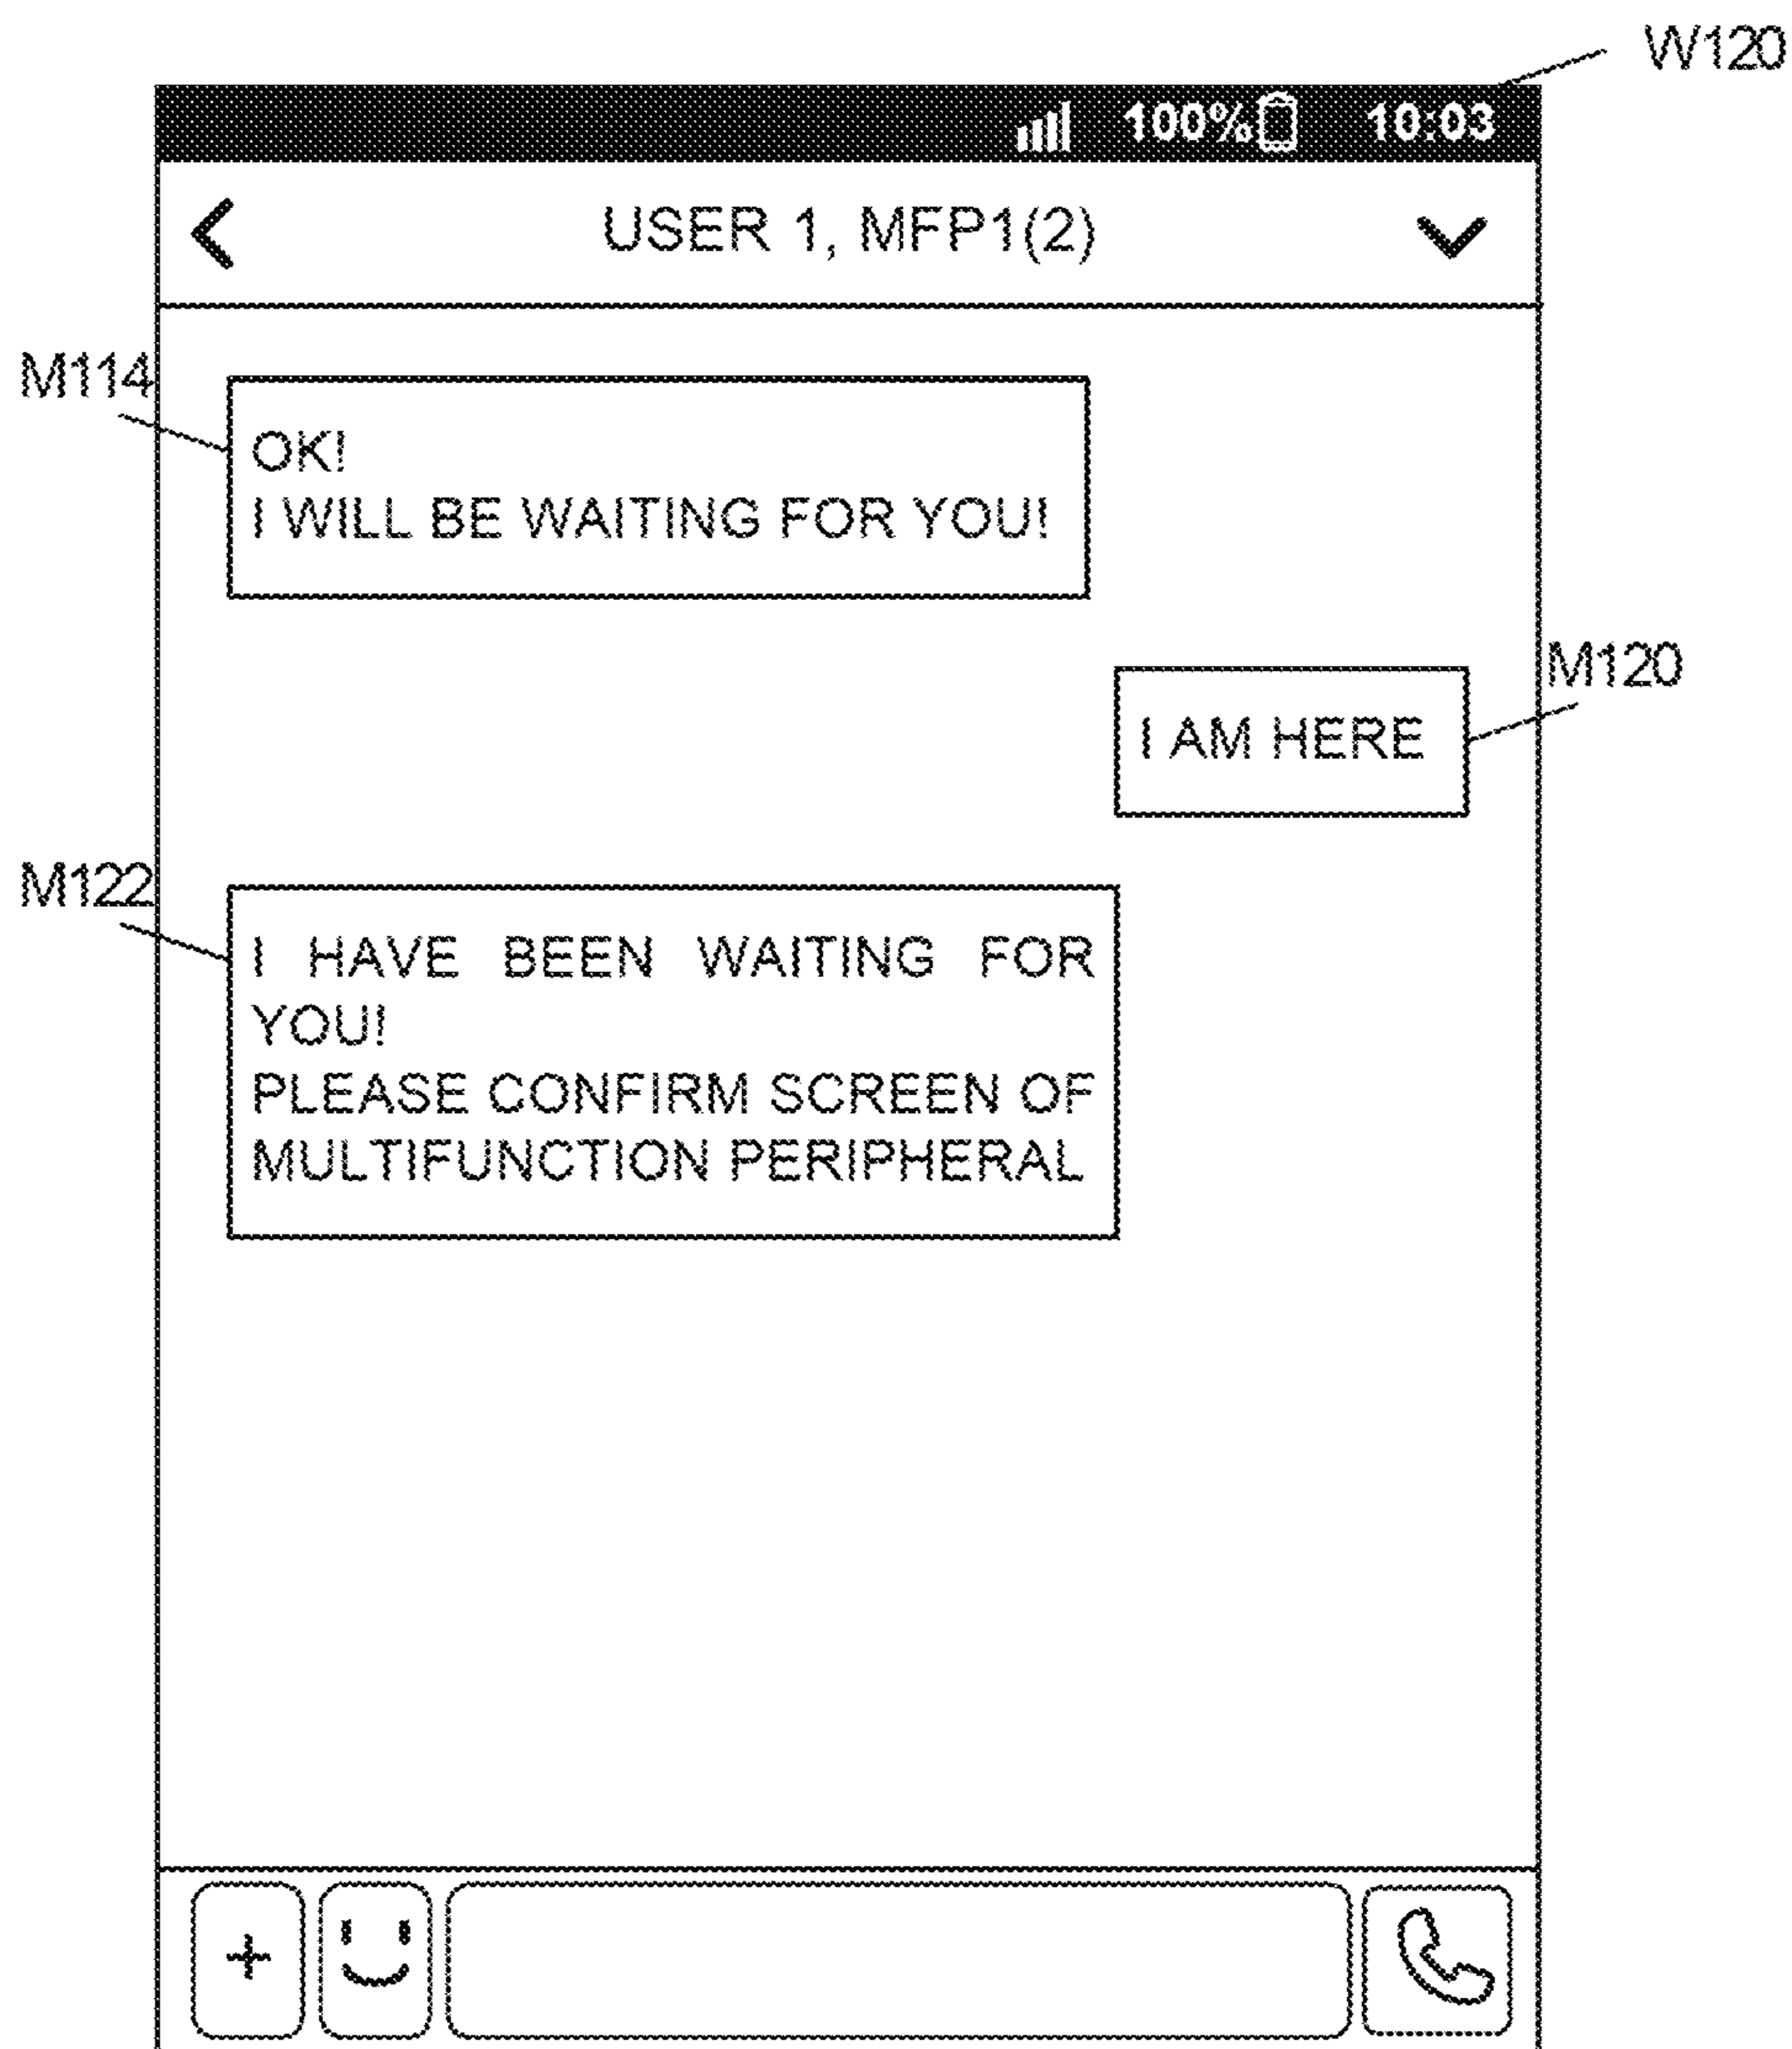 W120
100% 10:03
USER 1, MFP1(2)
M114
OK!
I WILL BE WAITING FOR YOU!
M120
I AM HERE
M122
I HAVE BEEN WAITING FOR
YOU!
PLEASE CONFIRM SCREEN OF
MULTIFUNCTION PERIPHERAL
+